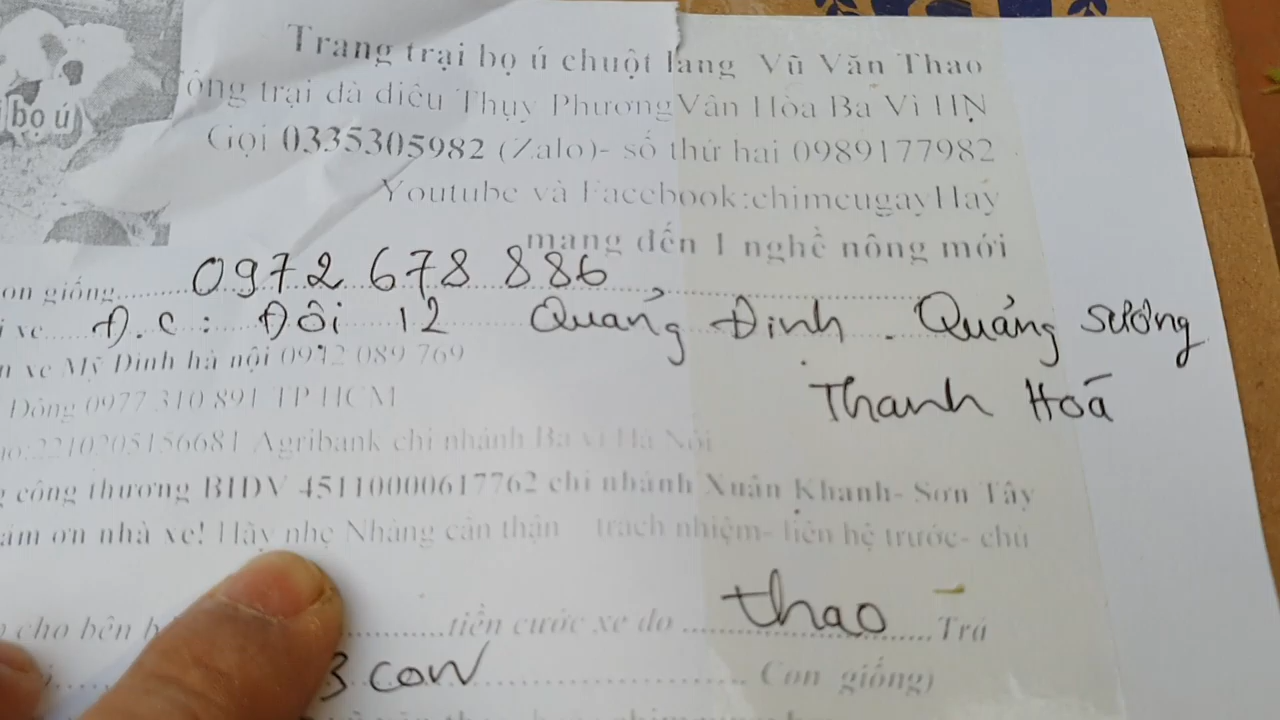 Trang trại bọ ú chuột lang Vũ Văn Thao
Cổng trại đà điểu Thụy Phương Vân Hòa Ba Vì HN
bọ ú
Gọi 0335305982 (Zalo)- số thứ hai 0989177982
Youtube và Facebook:chimcugayHay
mang đến 1 nghề nông mới
on giống 0972 678 886
xe Đ.C: Đội 12 Quảng Định - Quảng Sương
Thanh Hoá
n xe Mỹ Đình hà nội 0972 089 769
Đông 0977 310 891 TP HCM
2210205156681 Agribank chi nhánh Ba vì Hà Nội
g công thương BIDV 45110000617762 chi nhánh Xuân Khanh- Sơn Tây
ảm ơn nhà xe! Hãy nhẹ Nhàng cẩn thận trách nhiệm- liên hệ trước- chú
cho bên tiền cước xe do thao Trả
3 con Con giống)